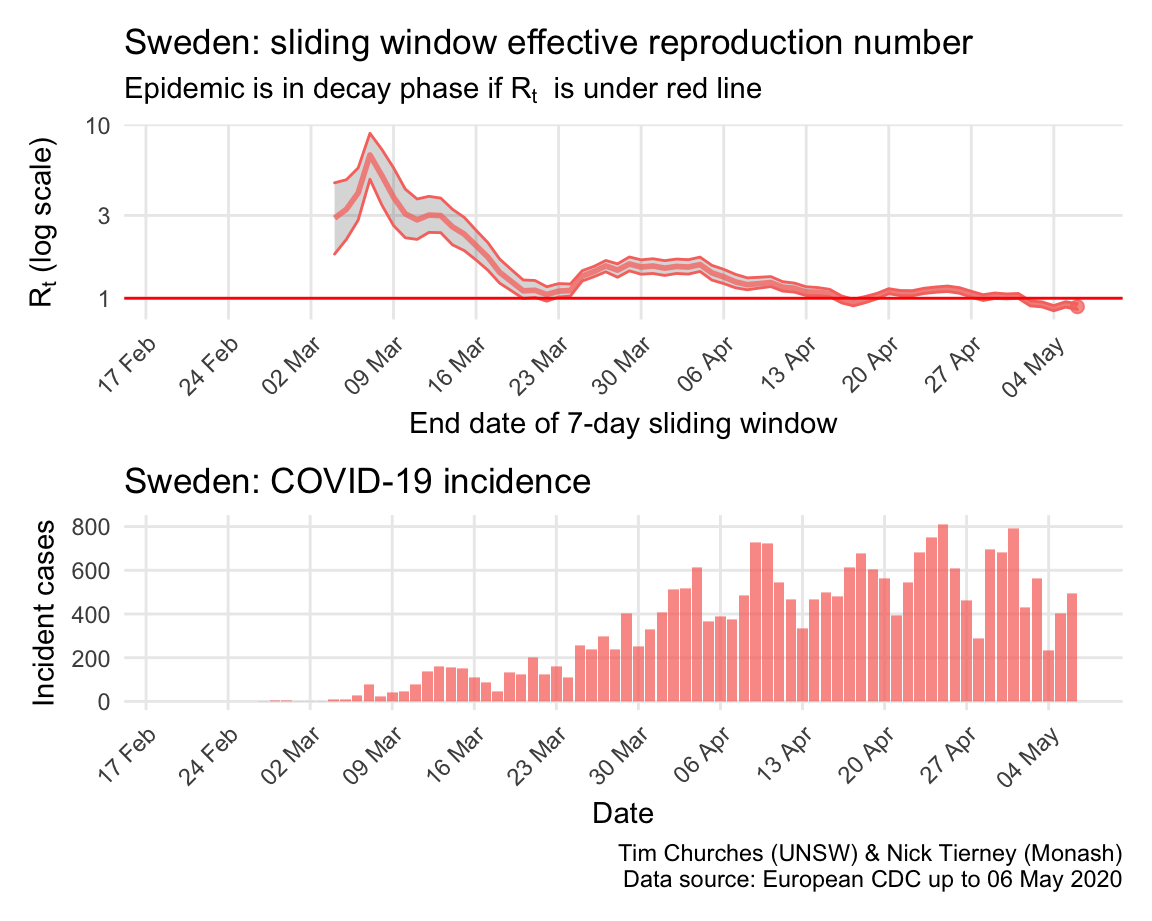 Sweden: sliding window effective reproduction number
Epidemic is in decay phase if Rt is under red line
Rt (log scale)
10
3
1
17 Feb
24 Feb
02 Mar
09 Mar
16 Mar
23 Mar
30 Mar
06 Apr
13 Apr
20 Apr
27 Apr
04 May
End date of 7-day sliding window
Sweden: COVID-19 incidence
Incident cases
800
600
400
200
0
17 Feb
24 Feb
02 Mar
09 Mar
16 Mar
23 Mar
30 Mar
06 Apr
13 Apr
20 Apr
27 Apr
04 May
Date
Tim Churches (UNSW) & Nick Tierney (Monash)
Data source: European CDC up to 06 May 2020